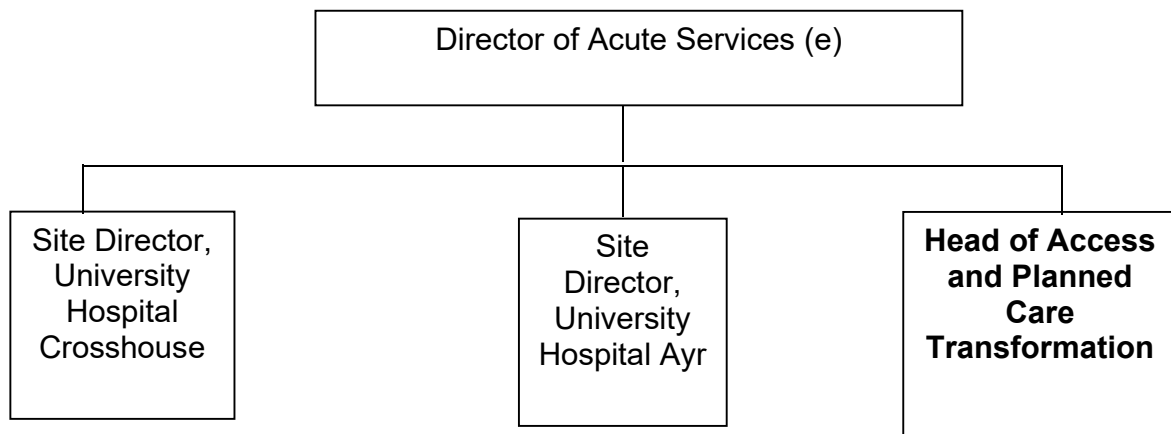 Director of Acute Services (e)
Site Director,
University
Hospital
Crosshouse
Site
Director,
University
Hospital Ayr
Head of Access
and Planned
Care
Transformation